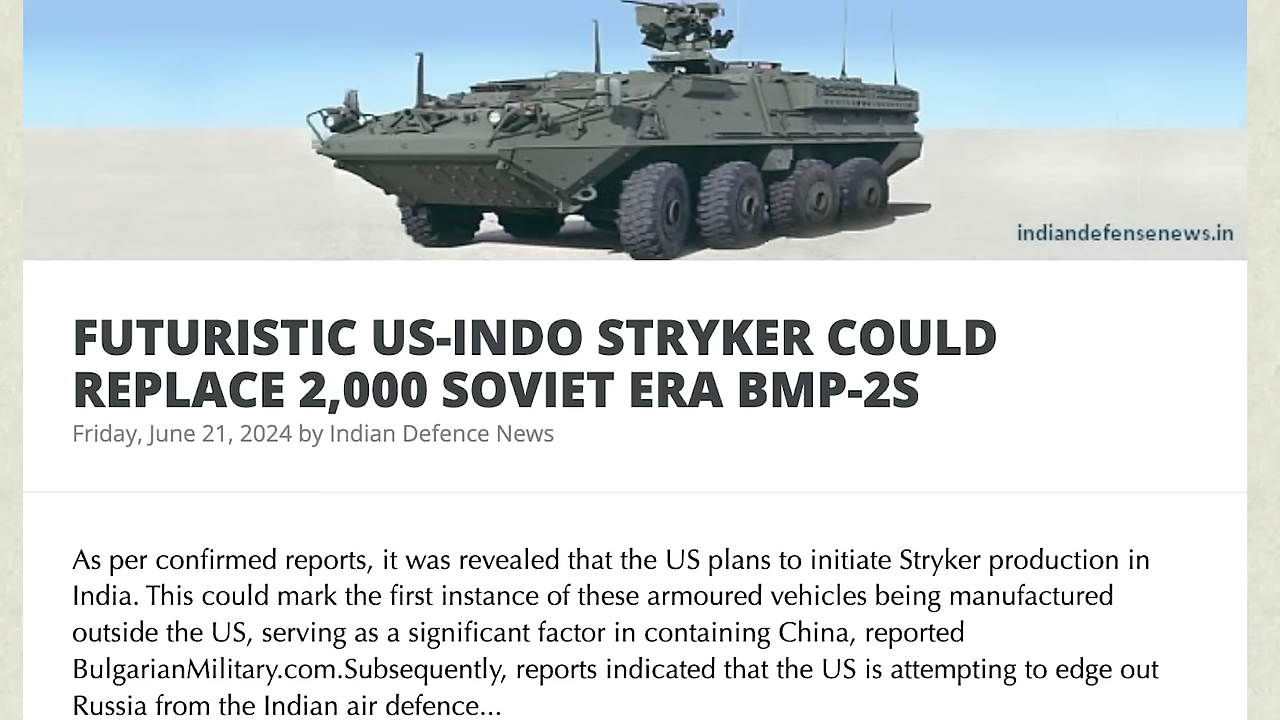 indiandefensenews.in
FUTURISTIC US-INDO STRYKER COULD
REPLACE 2,000 SOVIET ERA BMP-2S
Friday, June 21, 2024 by Indian Defence News
As per confirmed reports, it was revealed that the US plans to initiate Stryker production in
India. This could mark the first instance of these armoured vehicles being manufactured
outside the US, serving as a significant factor in containing China, reported
BulgarianMilitary.com.Subsequently, reports indicated that the US is attempting to edge out
Russia from the Indian air defence...